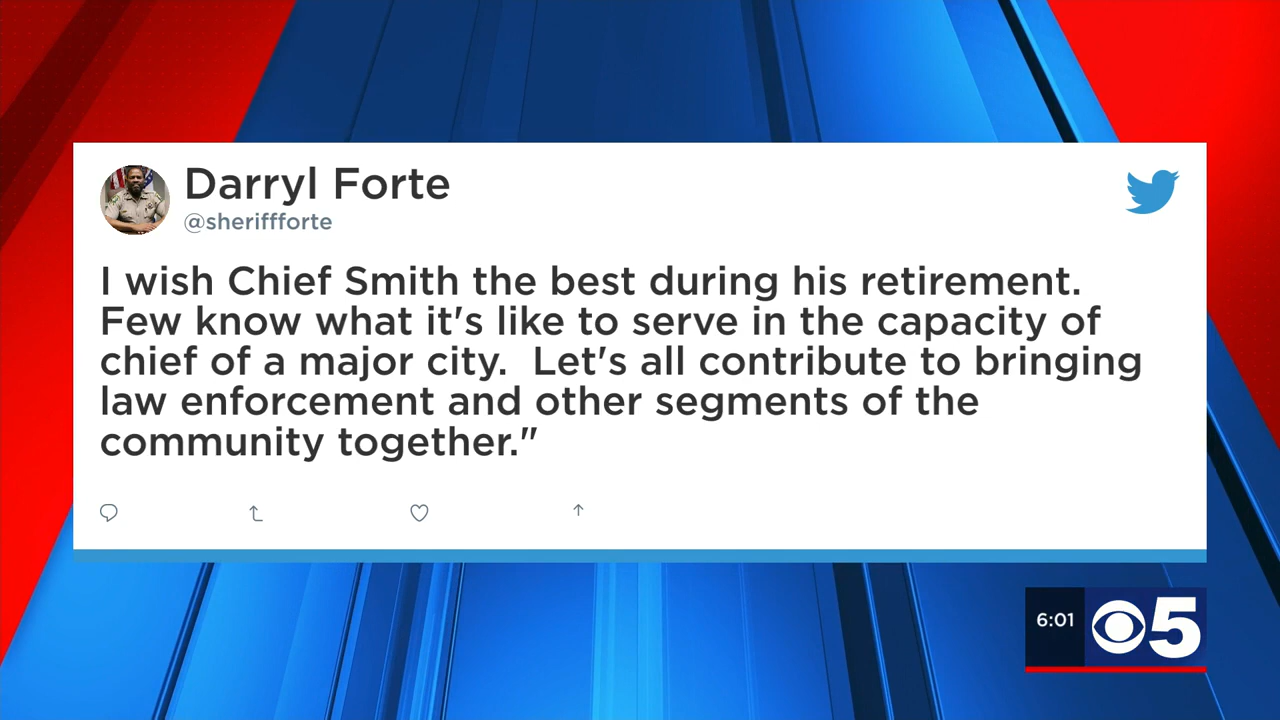 Darryl Forte
@sheriffforte
I wish Chief Smith the best during his retirement.
Few know what it's like to serve in the capacity of
chief of a major city.  Let's all contribute to bringing
law enforcement and other segments of the
community together."
6:01
5